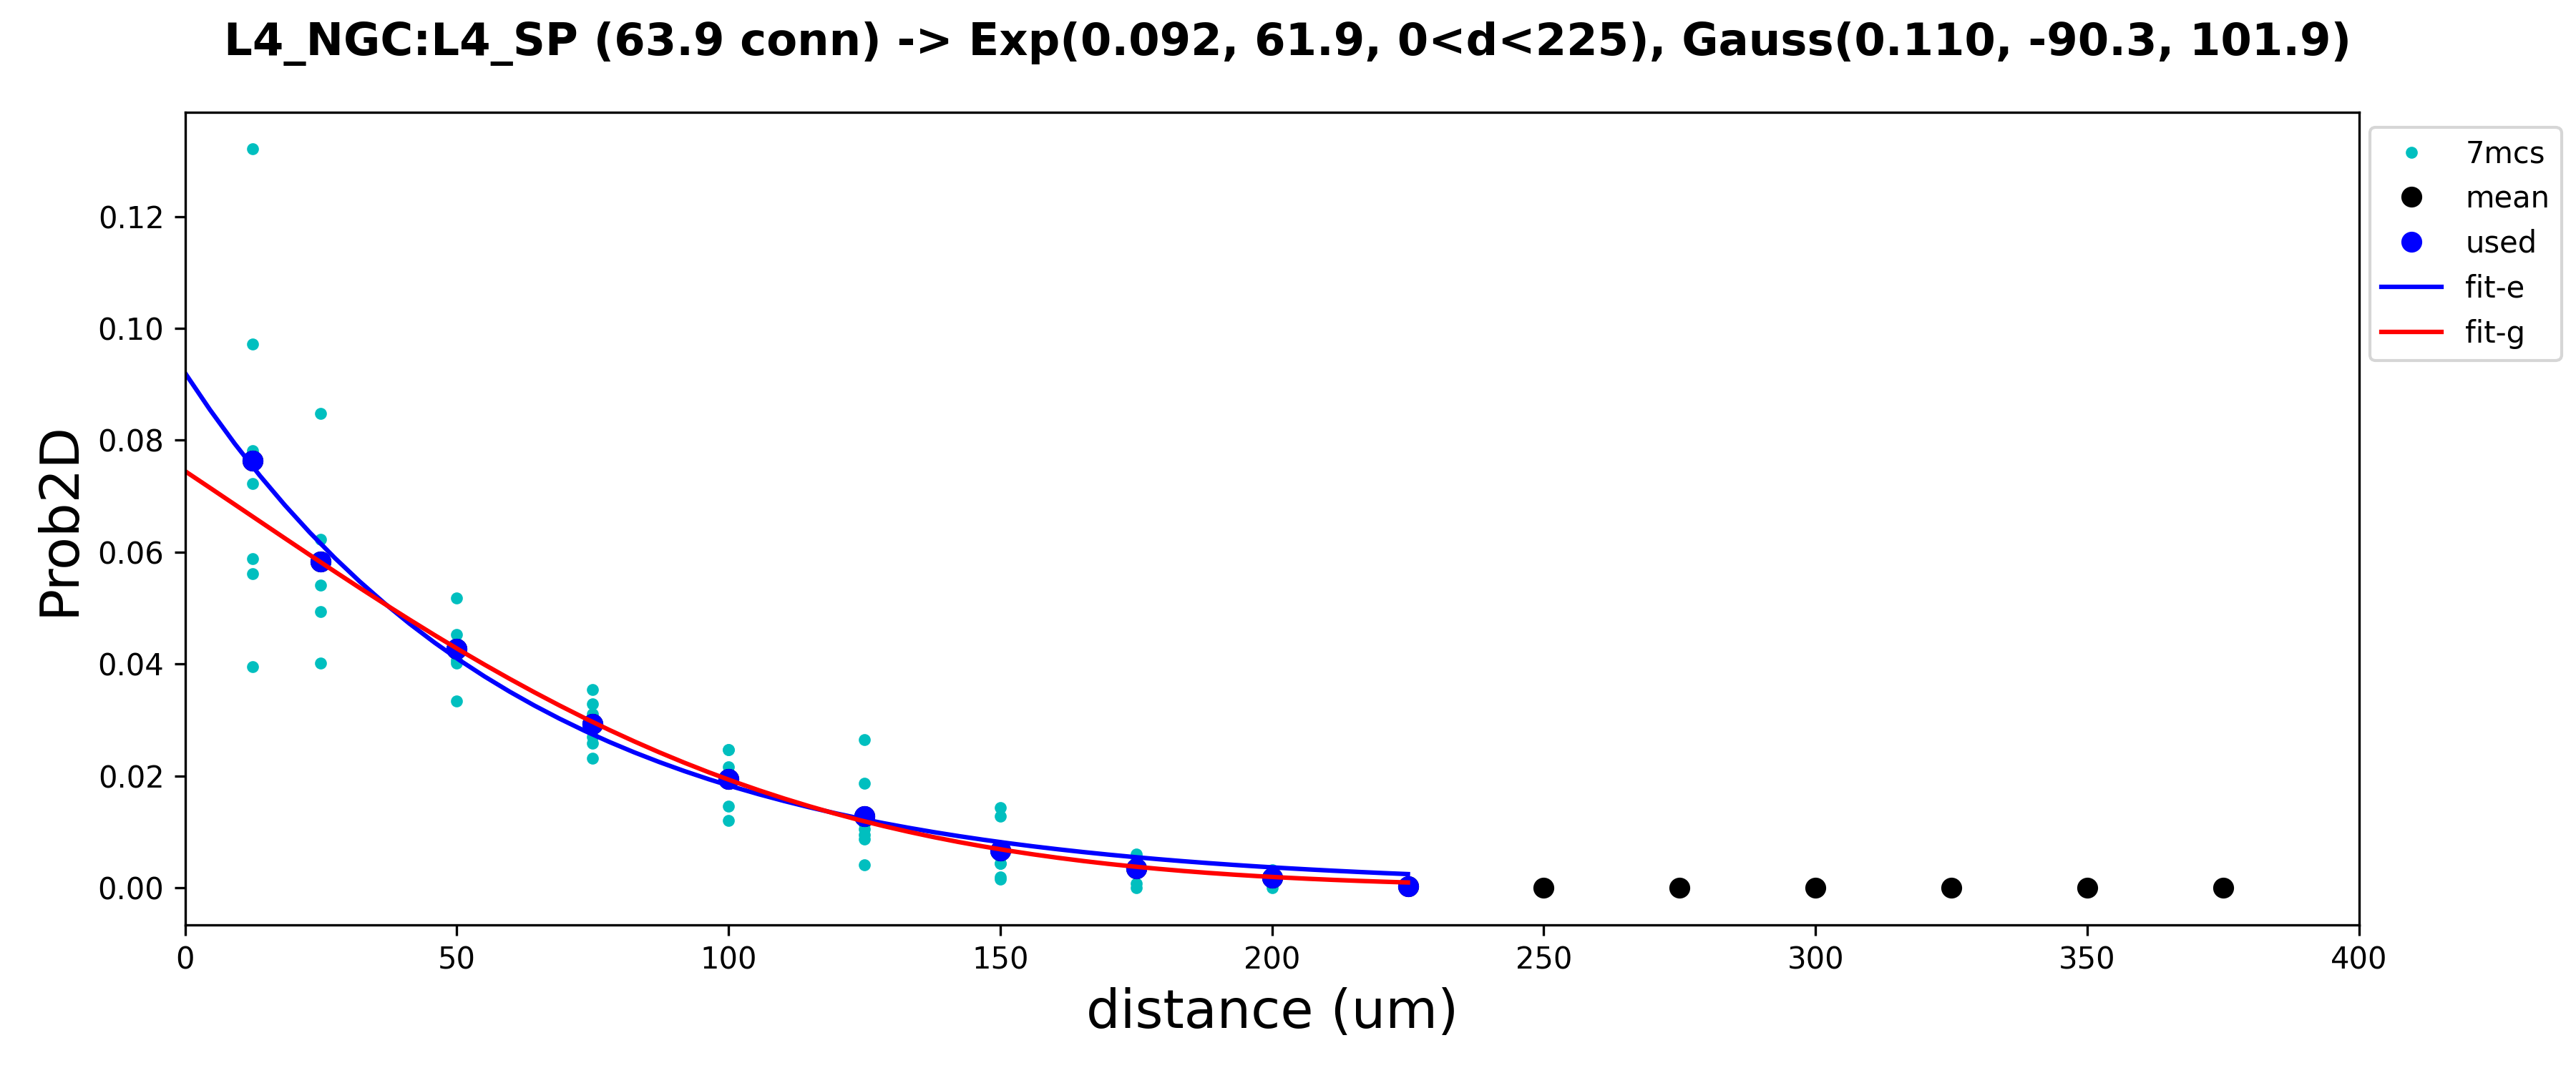 L4_NGC:L4_SP (63.9 conn) -> Exp(0.092, 61.9, 0<d<225), Gauss(0.110, -90.3, 101.9)
7mcs
mean
used
fit-e
fit-g
Prob2D
0.12
0.10
0.08
0.06
0.04
0.02
0.00
0 50 100 150 200 250 300 350 400
distance (um)